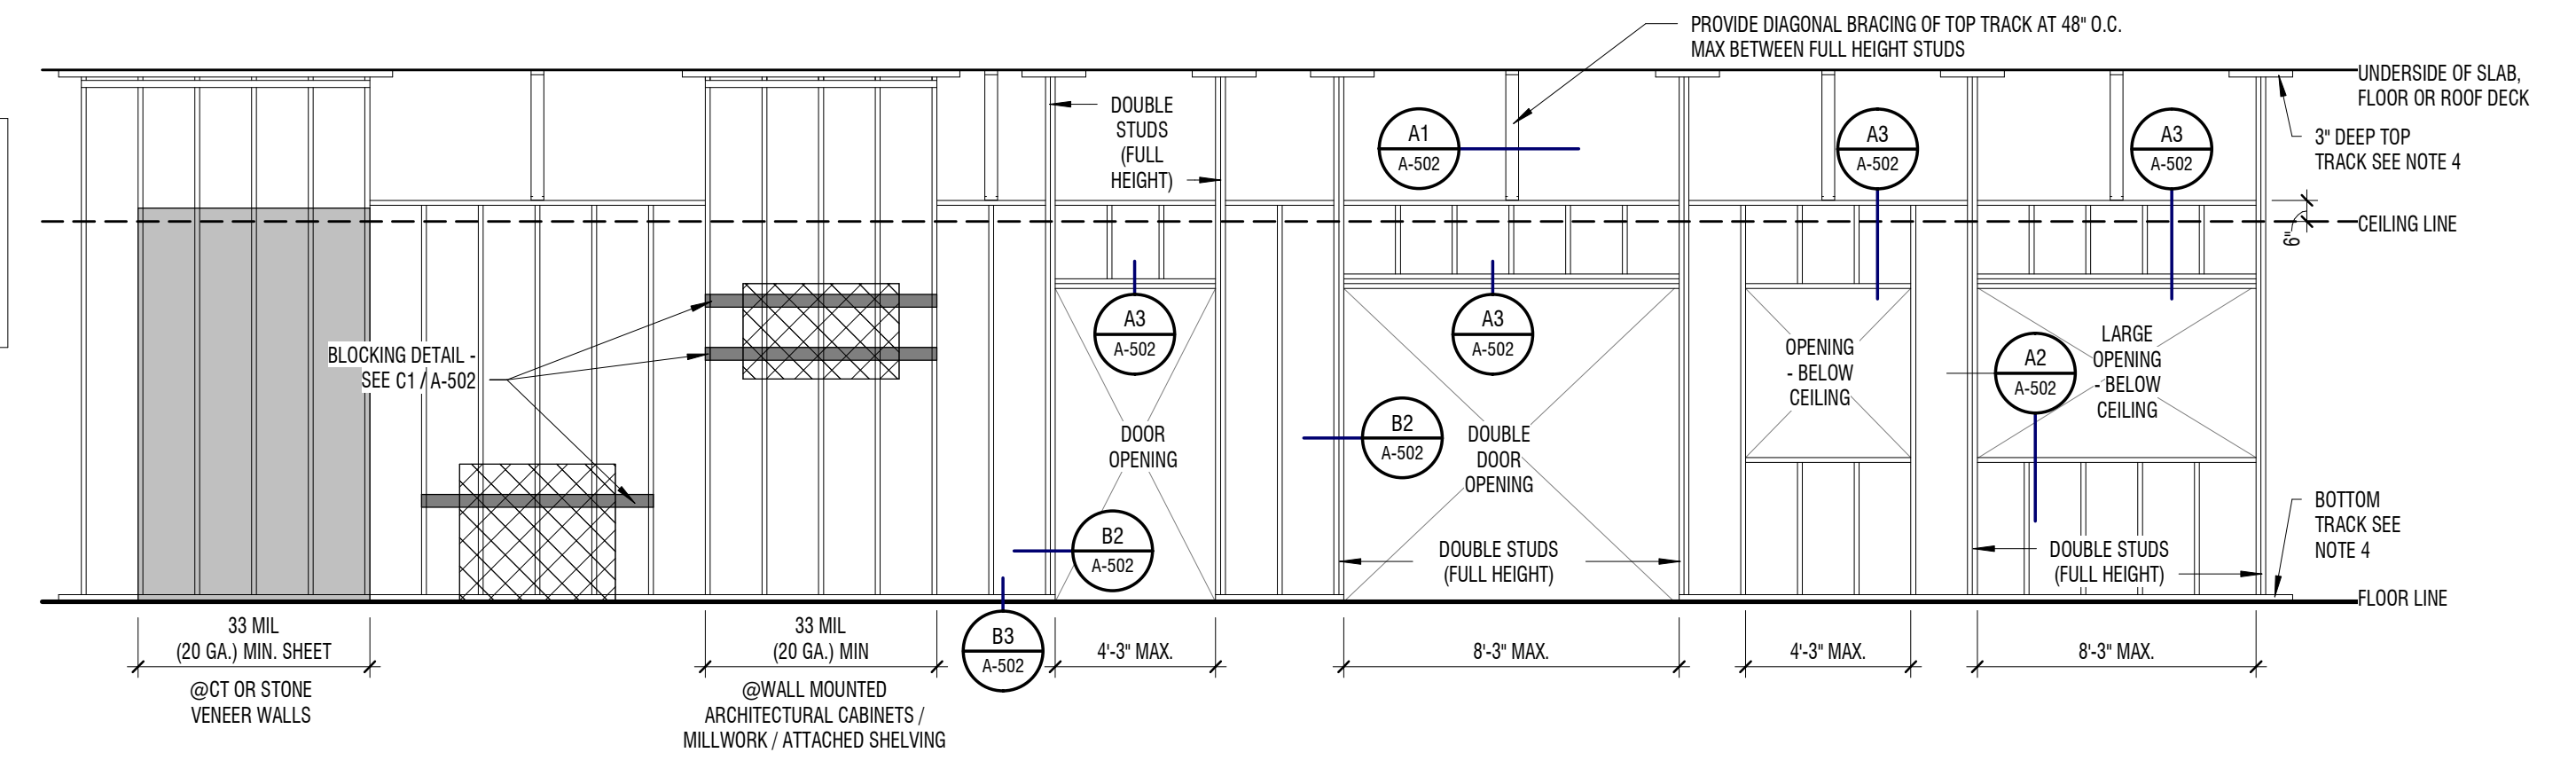 PROVIDE DIAGONAL BRACING OF TOP TRACK AT 48" O.C.
MAX BETWEEN FULL HEIGHT STUDS
UNDERSIDE OF SLAB,
FLOOR OR ROOF DECK
DOUBLE
STUDS
(FULL
HEIGHT)
A1
A-502
A3
A-502
A3
A-502
3" DEEP TOP
TRACK SEE NOTE 4
6"
CEILING LINE
BLOCKING DETAIL -
SEE C1 / A-502
A3
A-502
A3
A-502
OPENING
- BELOW
CEILING
A2
A-502
LARGE
OPENING
- BELOW
CEILING
DOOR
OPENING
B2
A-502
DOUBLE
DOOR
OPENING
B2
A-502
DOUBLE STUDS
(FULL HEIGHT)
DOUBLE STUDS
(FULL HEIGHT)
BOTTOM
TRACK SEE
NOTE 4
FLOOR LINE
33 MIL
(20 GA.) MIN. SHEET
@CT OR STONE
VENEER WALLS
33 MIL
(20 GA.) MIN
@WALL MOUNTED
ARCHITECTURAL CABINETS /
MILLWORK / ATTACHED SHELVING
B3
A-502
4'-3" MAX.
8'-3" MAX.
4'-3" MAX.
8'-3" MAX.